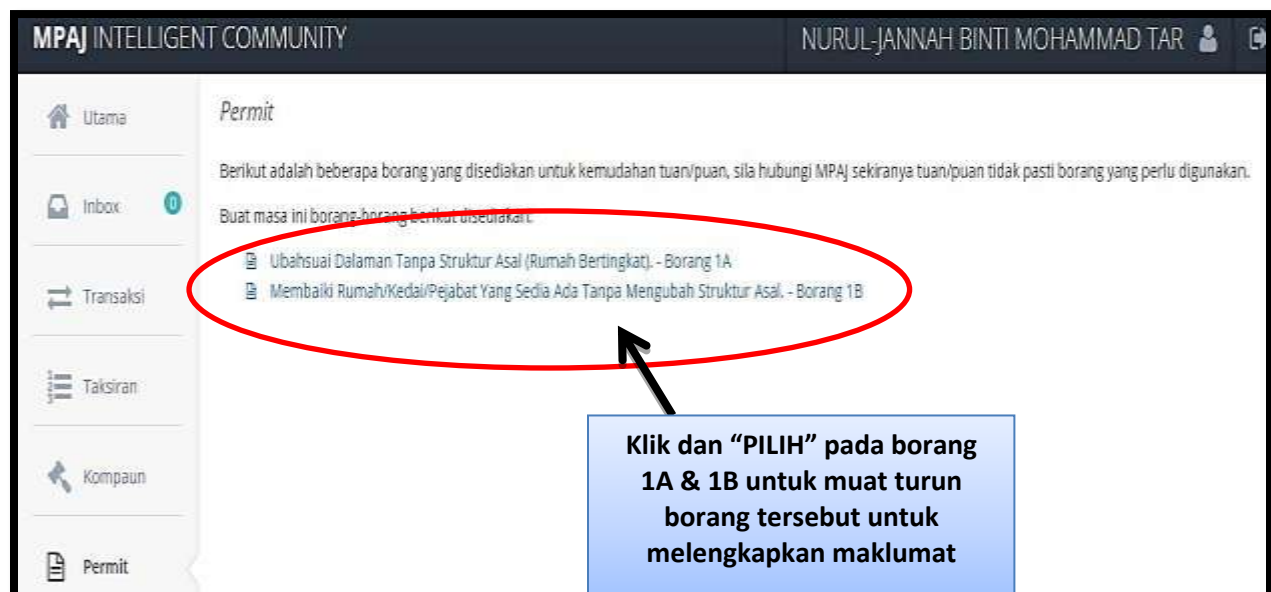 MPAJ INTELLIGENT COMMUNITY
NURUL-JANNAH BINTI MOHAMMAD TAR
Utama
Permit
Berikut adalah beberapa borang yang disediakan untuk kemudahan tuan/puan, sila hubungi MPAJ sekiranya tuan/puan tidak pasti borang yang perlu digunakan.
Inbox 0
Buat masa ini borang-borang berikut disediakan:
Ubahsuai Dalaman Tanpa Struktur Asal (Rumah Bertingkat). - Borang 1A
Membaiki Rumah/Kedai/Pejabat Yang Sedia Ada Tanpa Mengubah Struktur Asal. - Borang 1B
Transaksi
Taksiran
Kompaun
Permit
Klik dan “PILIH” pada borang
1A & 1B untuk muat turun
borang tersebut untuk
melengkapkan maklumat